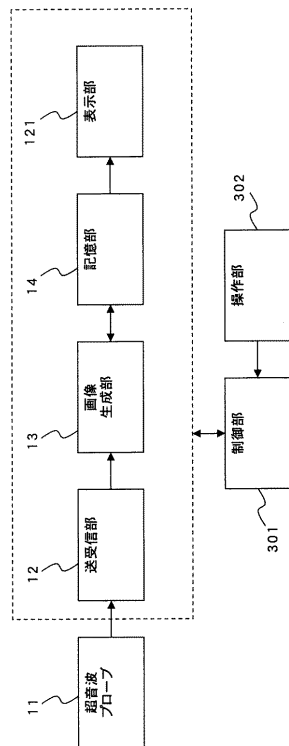 11
超音波
プローブ
12
送受信部
13
画像
生成部
14
記憶部
121
表示部
301
制御部
302
操作部